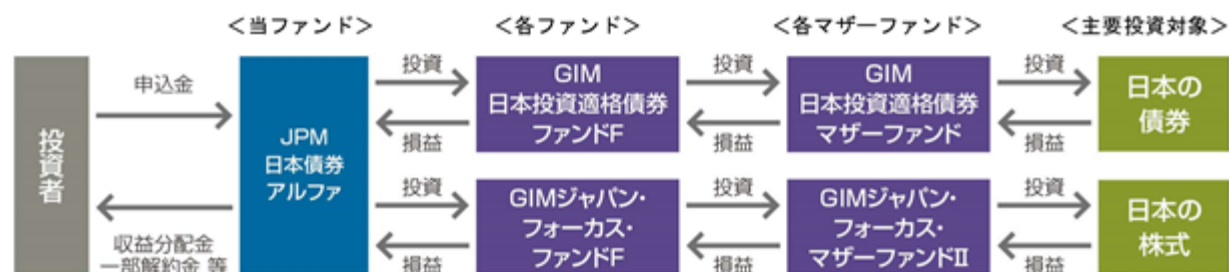 ＜当ファンド＞
＜各ファンド＞
＜各マザーファンド＞
＜主要投資対象＞
投資者
申込金
収益分配金
一部解約金 等
JPM
日本債券
アルファ
投資
損益
GIM
日本投資適格債券
ファンドF
投資
損益
GIM
日本投資適格債券
マザーファンド
投資
損益
日本の
債券
投資
損益
GIMジャパン・
フォーカス・
ファンドF
投資
損益
GIMジャパン・
フォーカス・
マザーファンドⅡ
投資
損益
日本の
株式